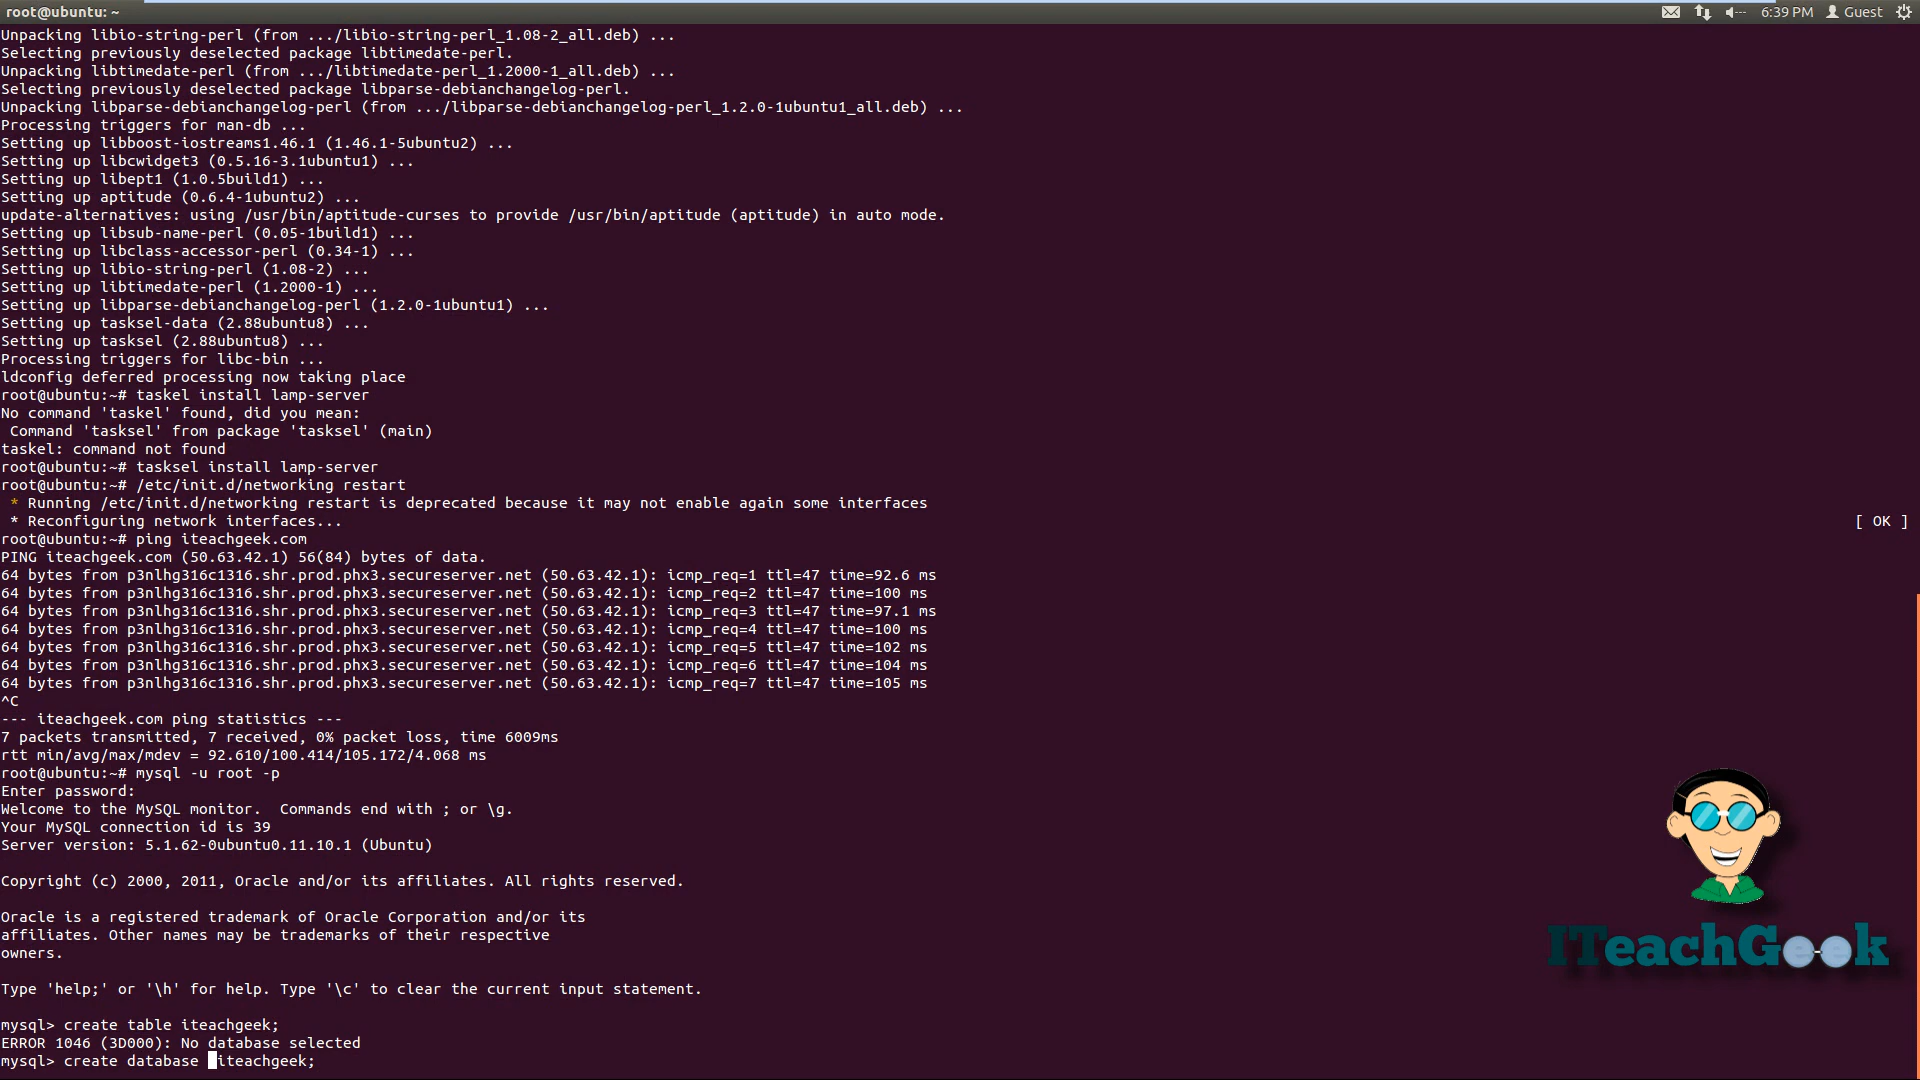 root@ubuntu: ~
6:39 PM Guest
Unpacking libio-string-perl (from .../libio-string-perl_1.08-2_all.deb) ...
Selecting previously deselected package libtimedate-perl.
Unpacking libtimedate-perl (from .../libtimedate-perl_1.2000-1_all.deb) ...
Selecting previously deselected package libparse-debianchangelog-perl.
Unpacking libparse-debianchangelog-perl (from .../libparse-debianchangelog-perl_1.2.0-1ubuntu1_all.deb) ...
Processing triggers for man-db ...
Setting up libboost-iostreams1.46.1 (1.46.1-5ubuntu2) ...
Setting up libcwidget3 (0.5.16-3.1ubuntu1) ...
Setting up libept1 (1.0.5build1) ...
Setting up aptitude (0.6.4-1ubuntu2) ...
update-alternatives: using /usr/bin/aptitude-curses to provide /usr/bin/aptitude (aptitude) in auto mode.
Setting up libsub-name-perl (0.05-1build1) ...
Setting up libclass-accessor-perl (0.34-1) ...
Setting up libio-string-perl (1.08-2) ...
Setting up libtimedate-perl (1.2000-1) ...
Setting up libparse-debianchangelog-perl (1.2.0-1ubuntu1) ...
Setting up tasksel-data (2.88ubuntu8) ...
Setting up tasksel (2.88ubuntu8) ...
Processing triggers for libc-bin ...
ldconfig deferred processing now taking place
root@ubuntu:~# taskel install lamp-server
No command 'taskel' found, did you mean:
 Command 'tasksel' from package 'tasksel' (main)
taskel: command not found
root@ubuntu:~# tasksel install lamp-server
root@ubuntu:~# /etc/init.d/networking restart
 * Running /etc/init.d/networking restart is deprecated because it may not enable again some interfaces
 * Reconfiguring network interfaces... [ OK ]
root@ubuntu:~# ping iteachgeek.com
PING iteachgeek.com (50.63.42.1) 56(84) bytes of data.
64 bytes from p3nlhg316c1316.shr.prod.phx3.secureserver.net (50.63.42.1): icmp_req=1 ttl=47 time=92.6 ms
64 bytes from p3nlhg316c1316.shr.prod.phx3.secureserver.net (50.63.42.1): icmp_req=2 ttl=47 time=100 ms
64 bytes from p3nlhg316c1316.shr.prod.phx3.secureserver.net (50.63.42.1): icmp_req=3 ttl=47 time=97.1 ms
64 bytes from p3nlhg316c1316.shr.prod.phx3.secureserver.net (50.63.42.1): icmp_req=4 ttl=47 time=100 ms
64 bytes from p3nlhg316c1316.shr.prod.phx3.secureserver.net (50.63.42.1): icmp_req=5 ttl=47 time=102 ms
64 bytes from p3nlhg316c1316.shr.prod.phx3.secureserver.net (50.63.42.1): icmp_req=6 ttl=47 time=104 ms
64 bytes from p3nlhg316c1316.shr.prod.phx3.secureserver.net (50.63.42.1): icmp_req=7 ttl=47 time=105 ms
^C
--- iteachgeek.com ping statistics ---
7 packets transmitted, 7 received, 0% packet loss, time 6009ms
rtt min/avg/max/mdev = 92.610/100.414/105.172/4.068 ms
root@ubuntu:~# mysql -u root -p
Enter password:
Welcome to the MySQL monitor.  Commands end with ; or \g.
Your MySQL connection id is 39
Server version: 5.1.62-0ubuntu0.11.10.1 (Ubuntu)
Copyright (c) 2000, 2011, Oracle and/or its affiliates. All rights reserved.
Oracle is a registered trademark of Oracle Corporation and/or its
affiliates. Other names may be trademarks of their respective
owners.
Type 'help;' or '\h' for help. Type '\c' to clear the current input statement.
mysql> create table iteachgeek;
ERROR 1046 (3D000): No database selected
mysql> create database iteachgeek;
ITeachGeek